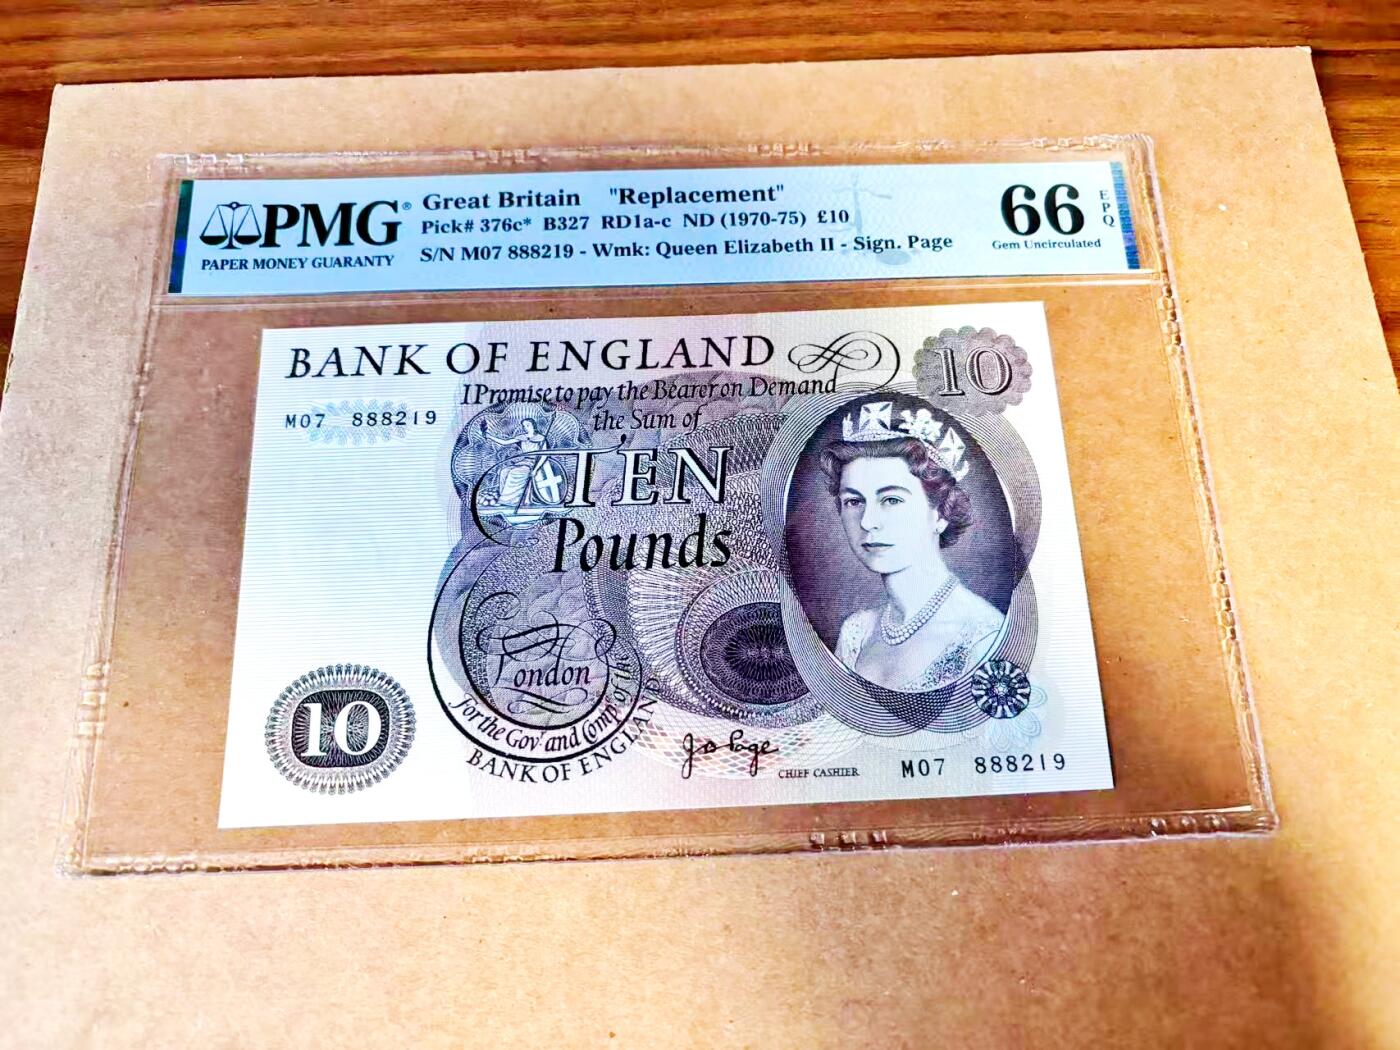 PMG®
PAPER MONEY GUARANTY
Great Britain "Replacement"
Pick# 376c* B327 RD1a-c ND (1970-75) £10
S/N M07 888219 - Wmk: Queen Elizabeth II - Sign. Page
66
EPQ
Gem Uncirculated
BANK OF ENGLAND
10
I Promise to pay the Bearer on Demand
the Sum of
M07 888219
TEN
Pounds
London
For the Govr. and Compa. of the
BANK OF ENGLAND
10
J B Page
CHIEF CASHIER
M07 888219